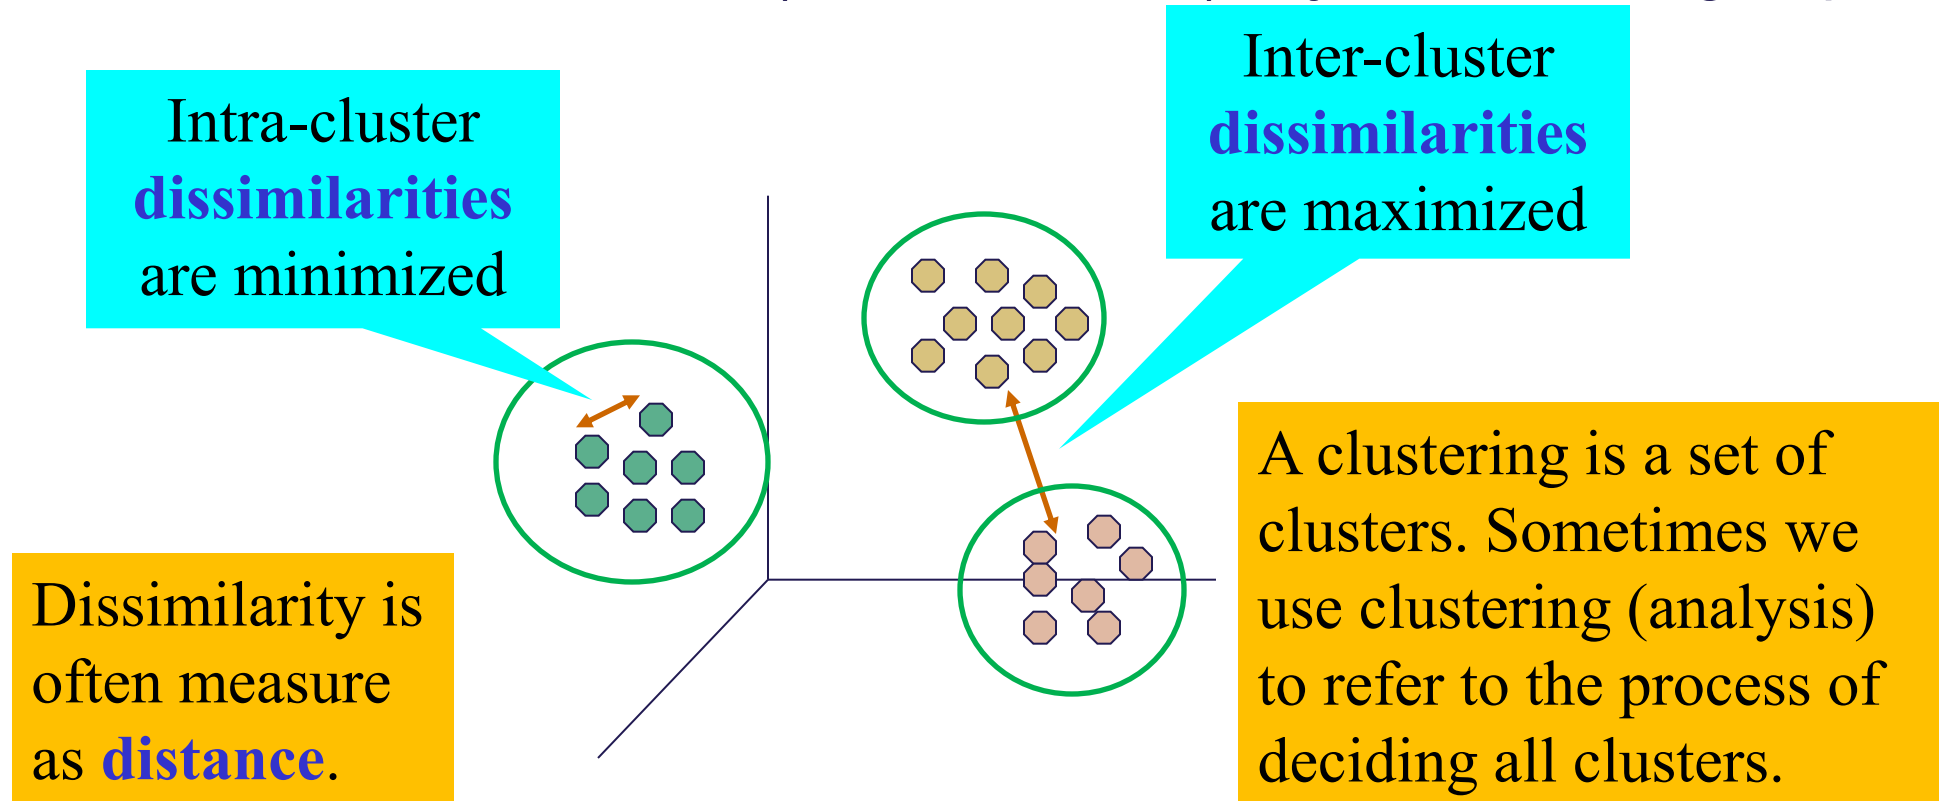 Intra-cluster
dissimilarities
are minimized
Inter-cluster
dissimilarities
are maximized
Dissimilarity is
often measure
as distance.
A clustering is a set of
clusters. Sometimes we
use clustering (analysis)
to refer to the process of
deciding all clusters.